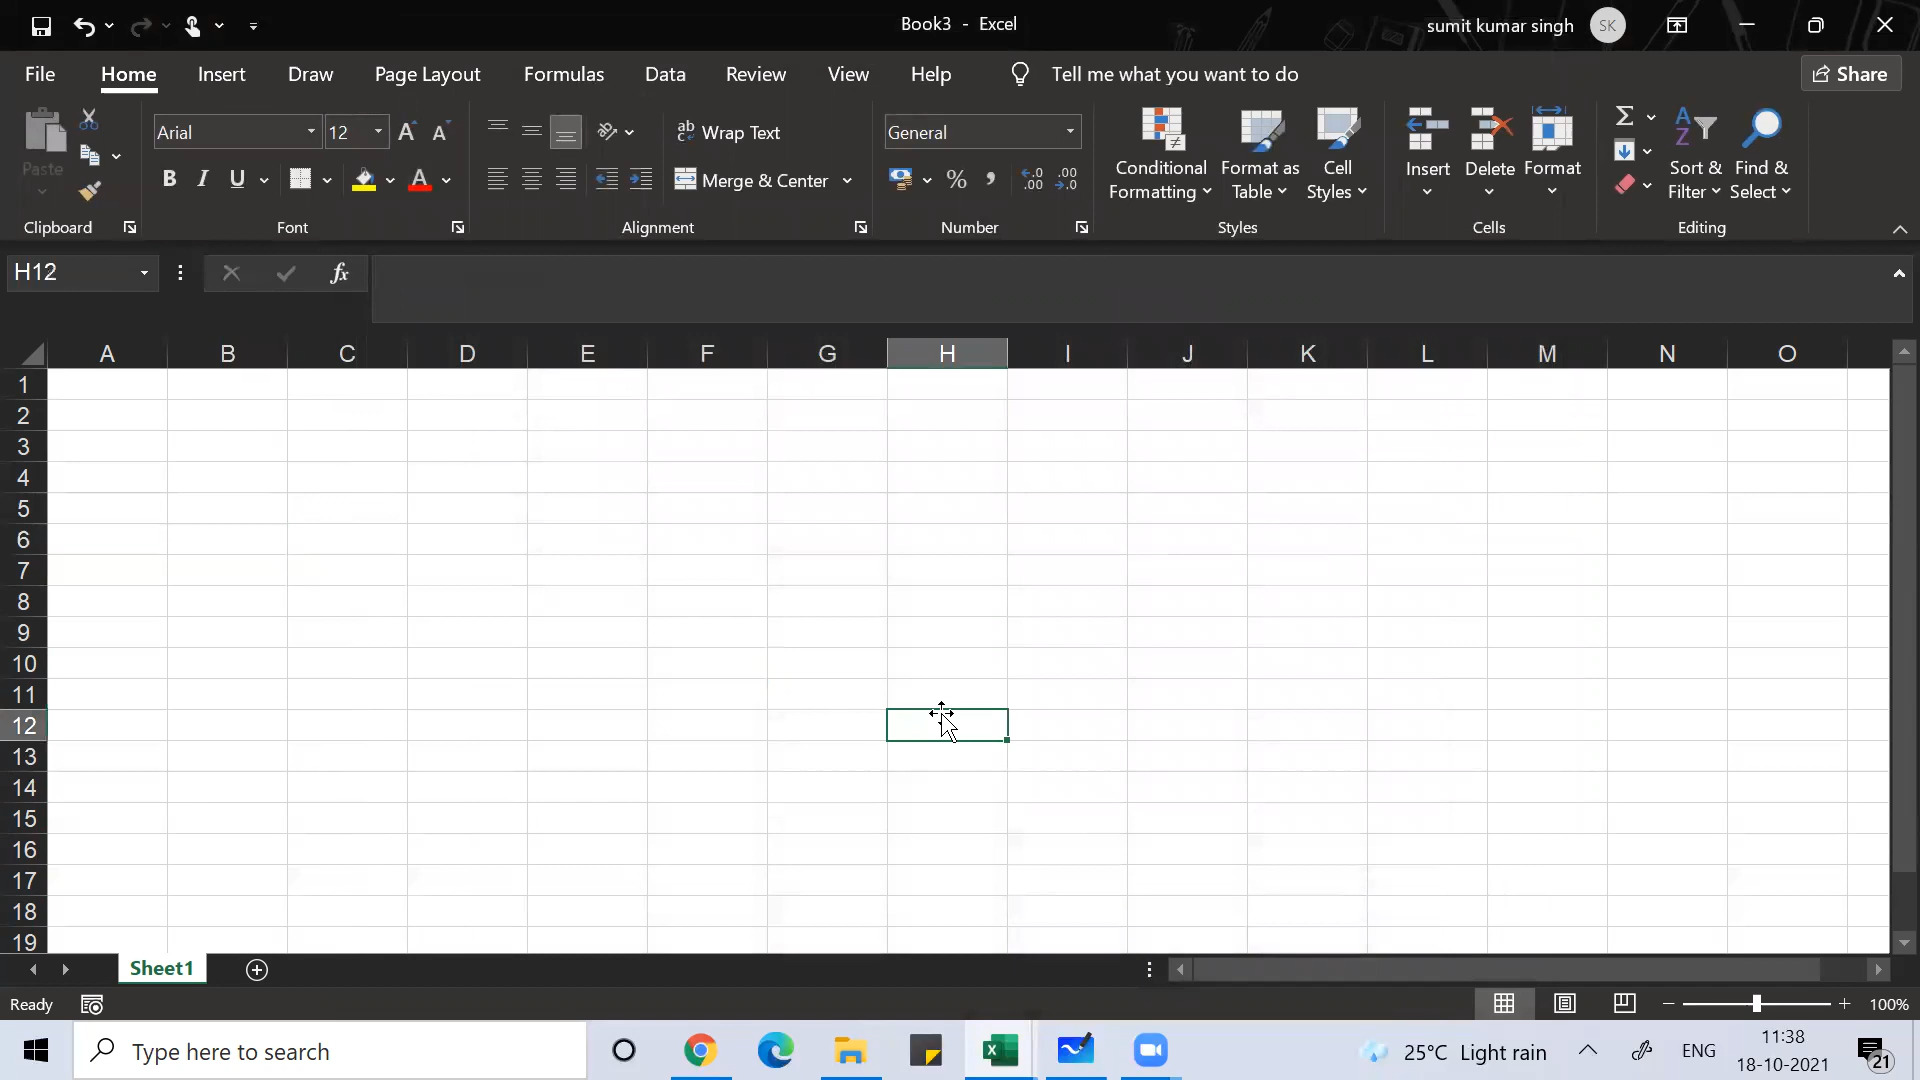 Book3 - Excel
sumit kumar singh
SK
File Home Insert Draw Page Layout Formulas Data Review View Help Tell me what you want to do
Share
Paste
Arial
12
A A
ab Wrap Text
General
B I U
A
Merge & Center
% ,
Conditional Formatting
Format as Table
Cell Styles
Insert
Delete
Format
Sort & Filter
Find & Select
Clipboard Font Alignment Number Styles Cells Editing
H12
fx
A B C D E F G H I J K L M N O
1
2
3
4
5
6
7
8
9
10
11
12
13
14
15
16
17
18
19
Sheet1
Ready
100%
Type here to search
25°C Light rain
ENG
11:38
18-10-2021
21